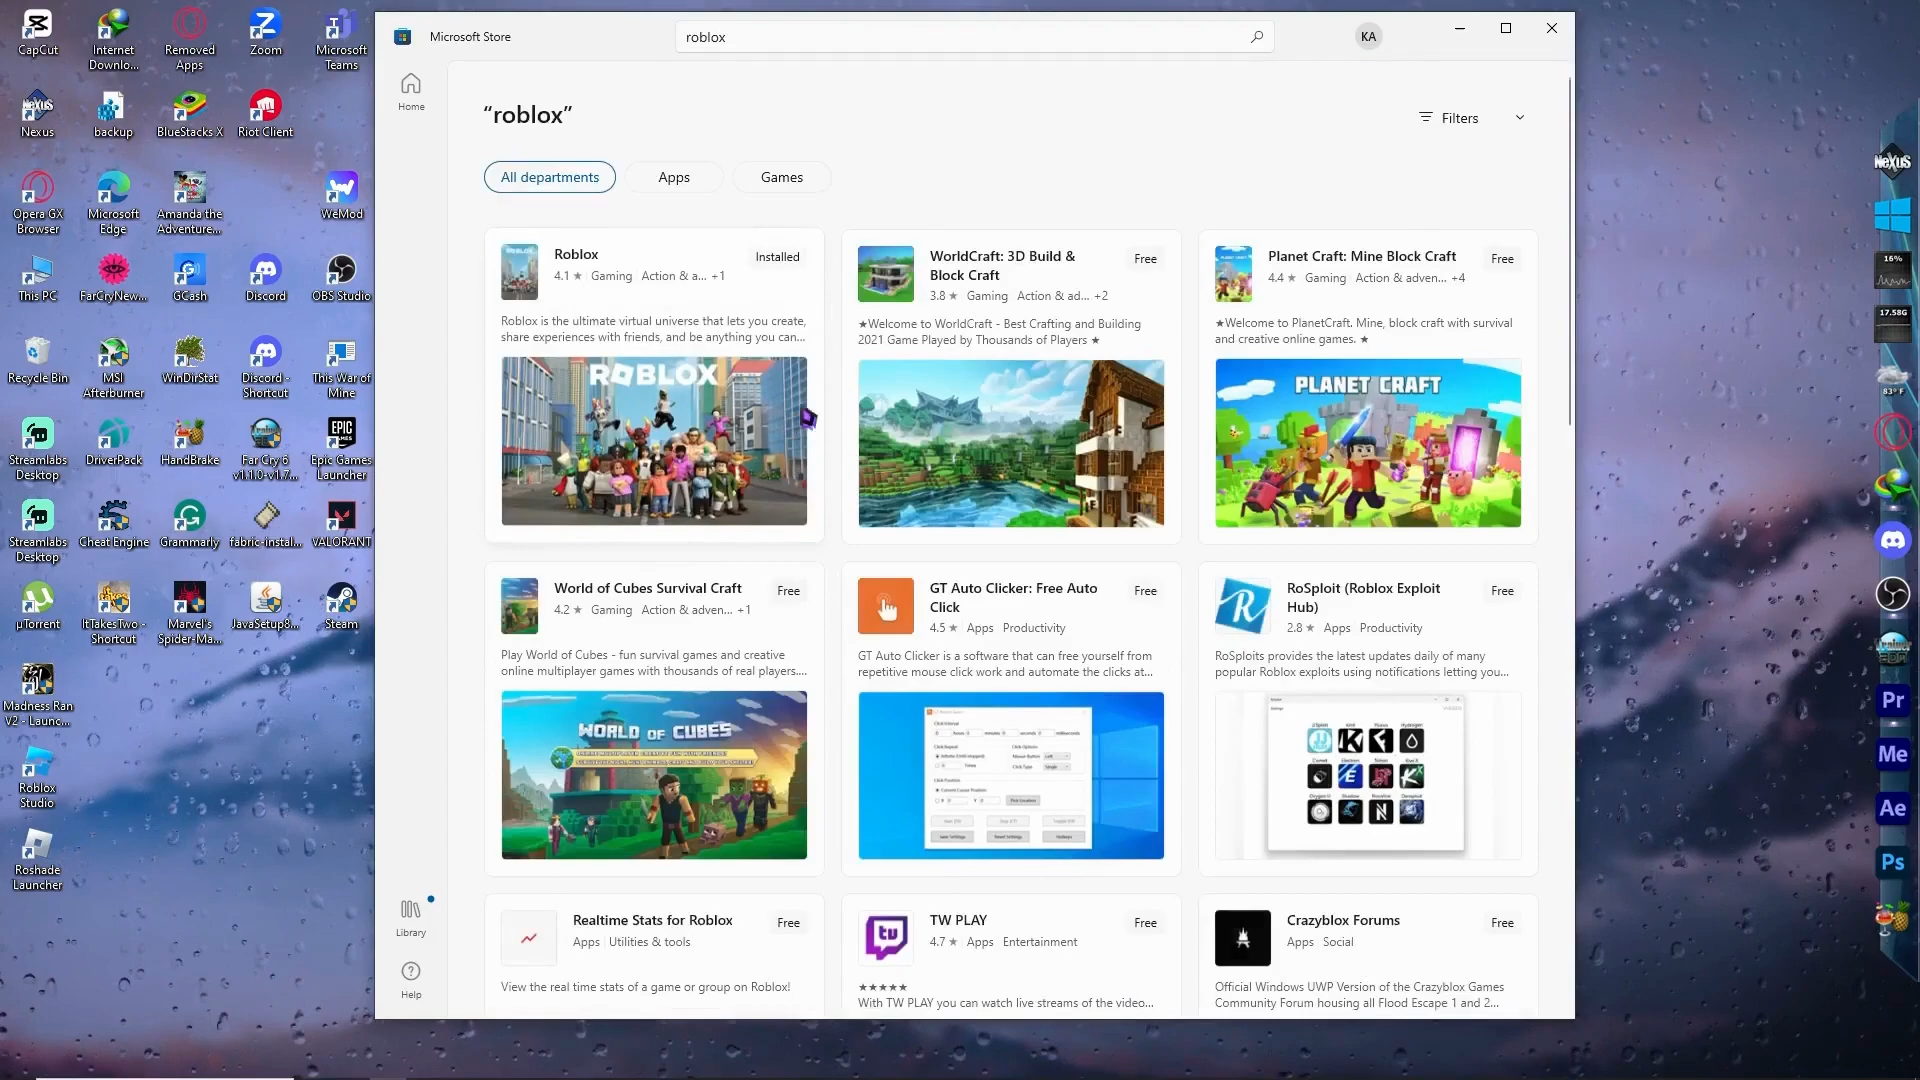 CapCut
Internet
Downlo...
Removed
Apps
Zoom
Microsoft
Teams
Nexus
backup
BlueStacks X
Riot Client
Opera GX
Browser
Microsoft
Edge
Amanda the
Adventure...
WeMod
This PC
FarCryNew...
GCash
Discord
OBS Studio
Recycle Bin
MSI
Afterburner
WinDirStat
Discord -
Shortcut
This War of
Mine
Streamlabs
Desktop
DriverPack
HandBrake
Far Cry 6
v1.1.0-v1.7...
Epic Games
Launcher
Streamlabs
Desktop
Cheat Engine
Grammarly
fabric-instal...
VALORANT
µTorrent
ItTakesTwo -
Shortcut
Marvel's
Spider-Ma...
JavaSetup8...
Steam
Madness Ran
V2 - Launc...
Roblox
Studio
Roshade
Launcher
Microsoft Store
roblox
KA
Home
“roblox”
Filters
All departments
Apps
Games
Roblox
Installed
4.1 ★ Gaming Action & a... +1
Roblox is the ultimate virtual universe that lets you create,
share experiences with friends, and be anything you can...
ROBLOX
WorldCraft: 3D Build &
Block Craft
Free
3.8 ★ Gaming Action & ad... +2
★Welcome to WorldCraft - Best Crafting and Building
2021 Game Played by Thousands of Players ★
Planet Craft: Mine Block Craft
Free
4.4 ★ Gaming Action & adven... +4
★Welcome to PlanetCraft. Mine, block craft with survival
and creative online games. ★
PLANET CRAFT
World of Cubes Survival Craft
Free
4.2 ★ Gaming Action & adven... +1
Play World of Cubes - fun survival games and creative
online multiplayer games with thousands of real players....
WORLD OF CUBES
GT Auto Clicker: Free Auto
Click
Free
4.5 ★ Apps Productivity
GT Auto Clicker is a software that can free yourself from
repetitive mouse click work and automate the clicks at...
RoSploit (Roblox Exploit
Hub)
Free
2.8 ★ Apps Productivity
RoSploits provides the latest updates daily of many
popular Roblox exploits using notifications letting you...
Realtime Stats for Roblox
Free
Apps Utilities & tools
View the real time stats of a game or group on Roblox!
TW PLAY
Free
4.7 ★ Apps Entertainment
★★★★★
With TW PLAY you can watch live streams of the video...
Crazyblox Forums
Free
Apps Social
Official Windows UWP Version of the Crazyblox Games
Community Forum housing all Flood Escape 1 and 2...
Library
Help
NEXUS
16%
17.58G
83° F
Pr
Me
Ae
Ps